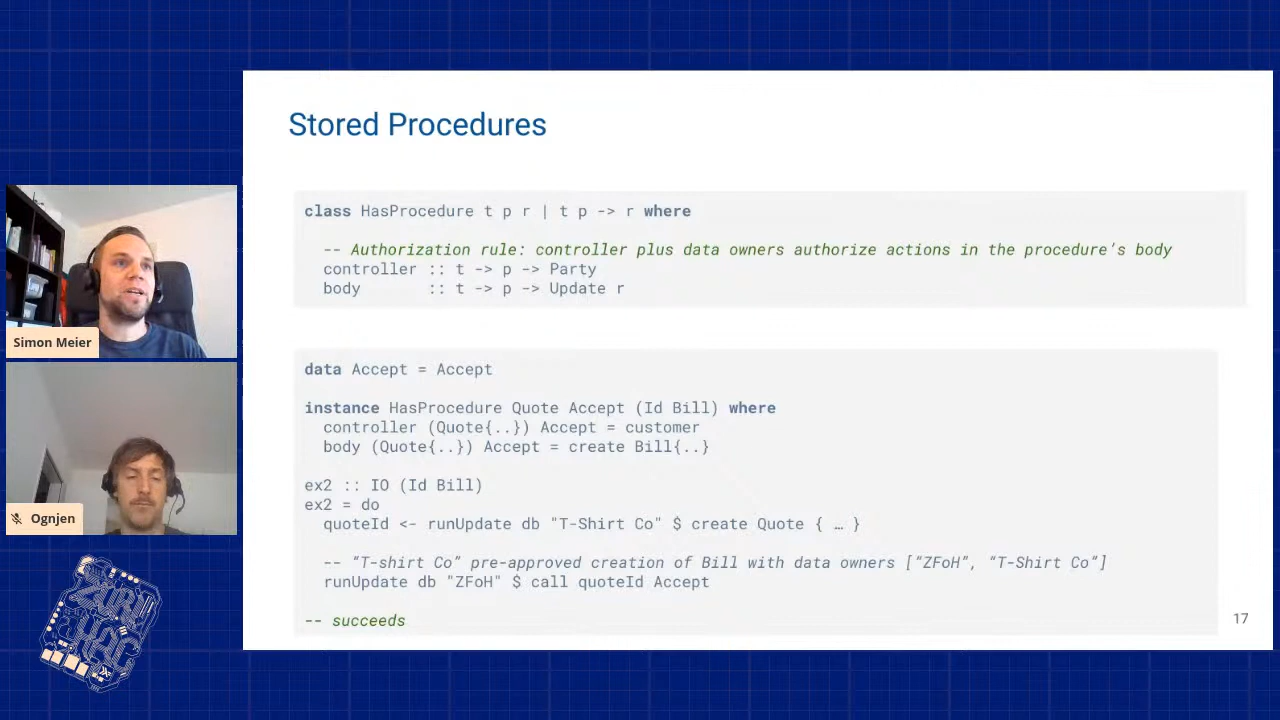 Stored Procedures
class HasProcedure t p r | t p -> r where
-- Authorization rule: controller plus data owners authorize actions in the procedure’s body
controller :: t -> p -> Party
body       :: t -> p -> Update r
data Accept = Accept
instance HasProcedure Quote Accept (Id Bill) where
controller (Quote{..}) Accept = customer
body (Quote{..}) Accept = create Bill{..}
ex2 :: IO (Id Bill)
ex2 = do
quoteId <- runUpdate db "T-Shirt Co" $ create Quote { … }
-- “T-shirt Co” pre-approved creation of Bill with data owners [“ZFoH”, “T-Shirt Co”]
runUpdate db "ZFoH" $ call quoteId Accept
-- succeeds
17
Simon Meier
Ognjen
ZURI
HAC